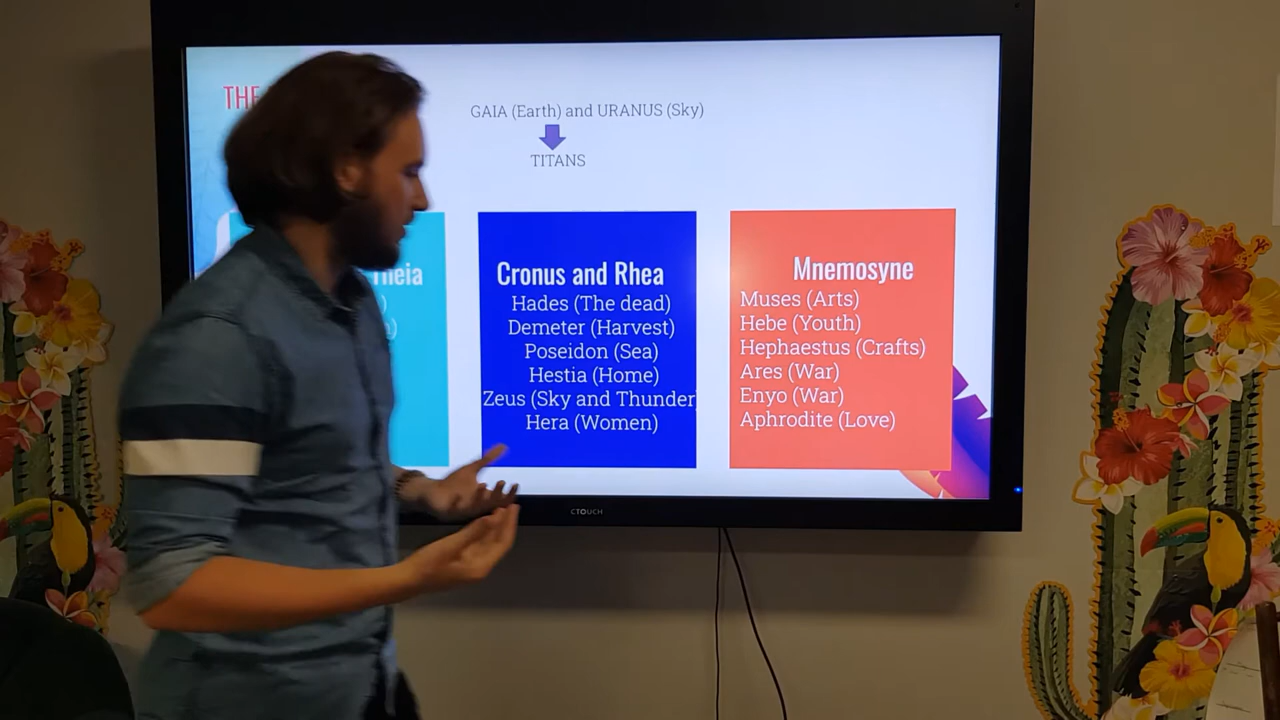 THE
GAIA (Earth) and URANUS (Sky)
TITANS
Cronus and Rhea
Hades (The dead)
Demeter (Harvest)
Poseidon (Sea)
Hestia (Home)
Zeus (Sky and Thunder
Hera (Women)
Mnemosyne
Muses (Arts)
Hebe (Youth)
Hephaestus (Crafts)
Ares (War)
Enyo (War)
Aphrodite (Love)
CTOUCH